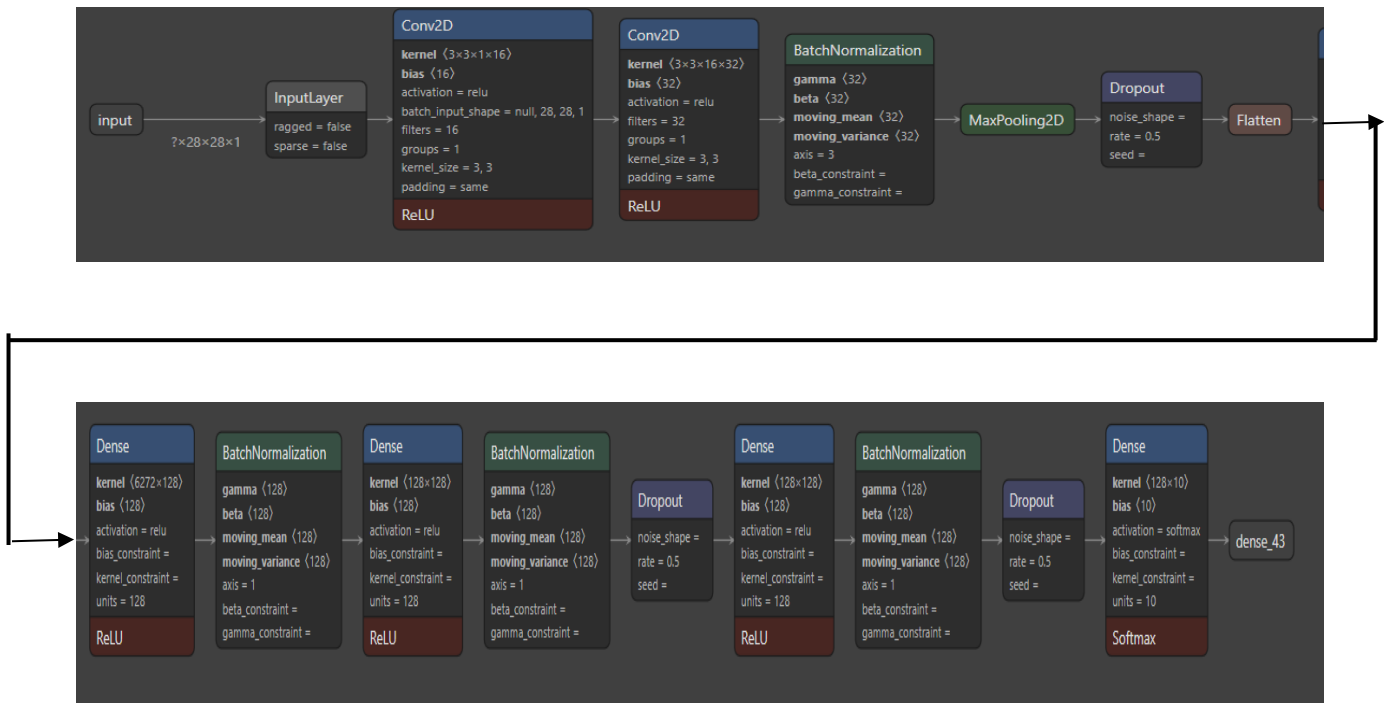 input
?×28×28×1
InputLayer
ragged = false
sparse = false
Conv2D
kernel ⟨3×3×1×16⟩
bias ⟨16⟩
activation = relu
batch_input_shape = null, 28, 28, 1
filters = 16
groups = 1
kernel_size = 3, 3
padding = same
ReLU
Conv2D
kernel ⟨3×3×16×32⟩
bias ⟨32⟩
activation = relu
filters = 32
groups = 1
kernel_size = 3, 3
padding = same
ReLU
BatchNormalization
gamma ⟨32⟩
beta ⟨32⟩
moving_mean ⟨32⟩
moving_variance ⟨32⟩
axis = 3
beta_constraint =
gamma_constraint =
MaxPooling2D
Dropout
noise_shape =
rate = 0.5
seed =
Flatten
Dense
kernel ⟨6272×128⟩
bias ⟨128⟩
activation = relu
bias_constraint =
kernel_constraint =
units = 128
ReLU
BatchNormalization
gamma ⟨128⟩
beta ⟨128⟩
moving_mean ⟨128⟩
moving_variance ⟨128⟩
axis = 1
beta_constraint =
gamma_constraint =
Dense
kernel ⟨128×128⟩
bias ⟨128⟩
activation = relu
bias_constraint =
kernel_constraint =
units = 128
ReLU
BatchNormalization
gamma ⟨128⟩
beta ⟨128⟩
moving_mean ⟨128⟩
moving_variance ⟨128⟩
axis = 1
beta_constraint =
gamma_constraint =
Dropout
noise_shape =
rate = 0.5
seed =
Dense
kernel ⟨128×128⟩
bias ⟨128⟩
activation = relu
bias_constraint =
kernel_constraint =
units = 128
ReLU
BatchNormalization
gamma ⟨128⟩
beta ⟨128⟩
moving_mean ⟨128⟩
moving_variance ⟨128⟩
axis = 1
beta_constraint =
gamma_constraint =
Dropout
noise_shape =
rate = 0.5
seed =
Dense
kernel ⟨128×10⟩
bias ⟨10⟩
activation = softmax
bias_constraint =
kernel_constraint =
units = 10
Softmax
dense_43